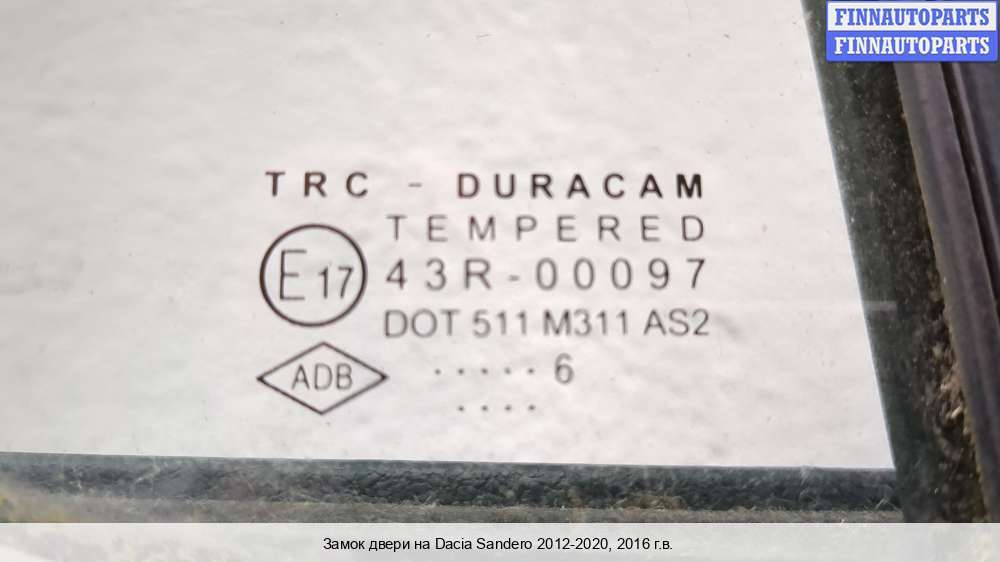 FINNAUTOPARTS
FINNAUTOPARTS
TRC - DURACAM
TEMPERED
E17 43R-00097
DOT 511 M311 AS2
ADB ·····6
····
Замок двери на Dacia Sandero 2012-2020, 2016 г.в.